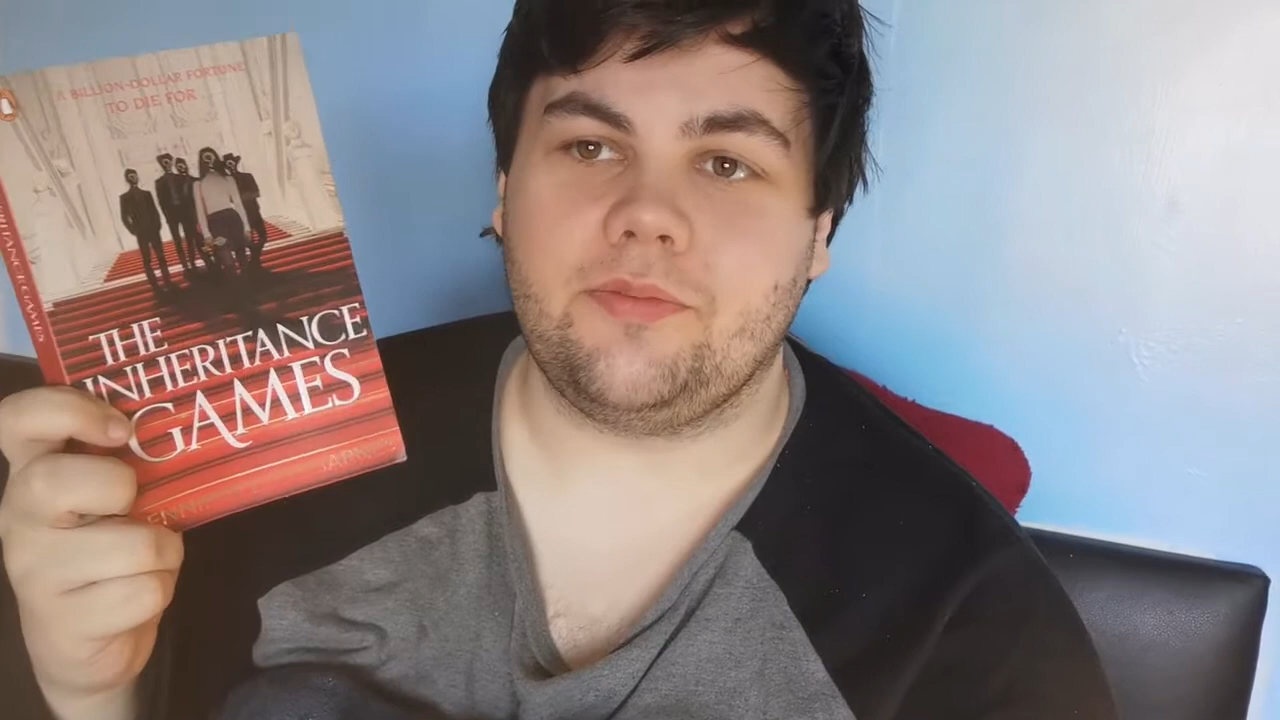 A BILLION-DOLLAR FORTUNE
TO DIE FOR
THE
INHERITANCE
GAMES